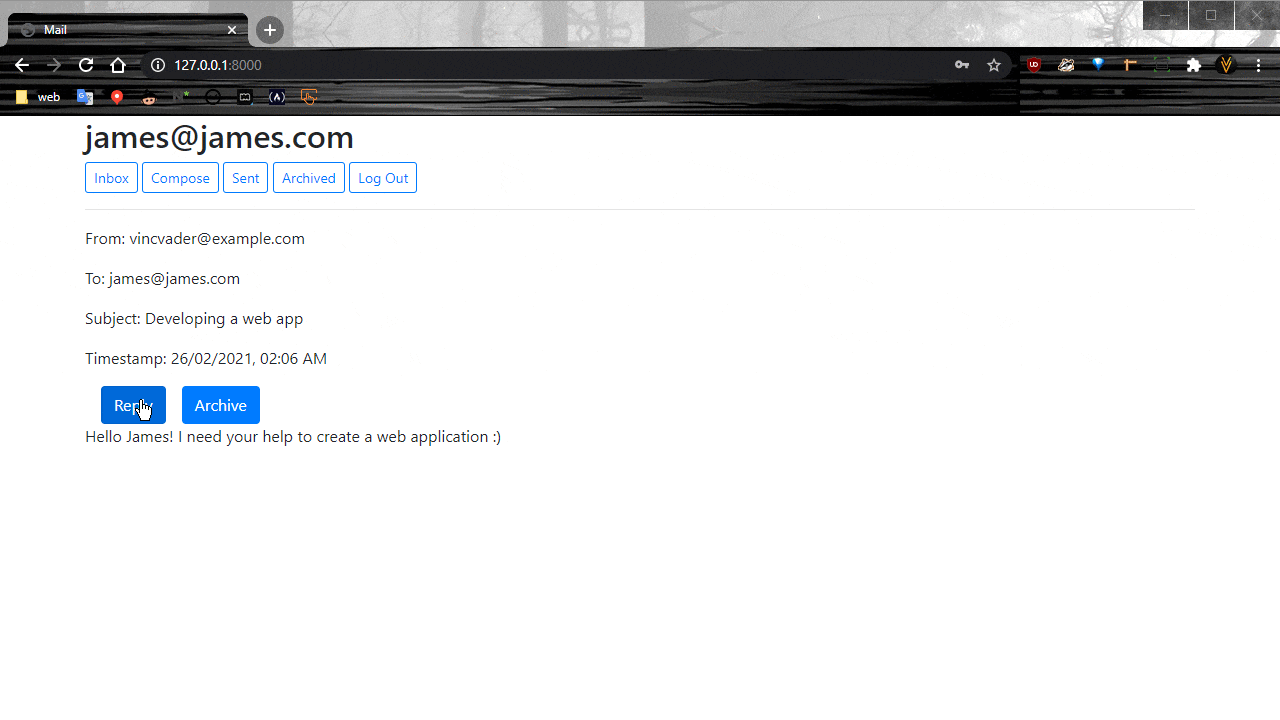 Mail
127.0.0.1:8000
web
james@james.com
Inbox Compose Sent Archived Log Out
From: vincvader@example.com
To: james@james.com
Subject: Developing a web app
Timestamp: 26/02/2021, 02:06 AM
Reply Archive
Hello James! I need your help to create a web application :)